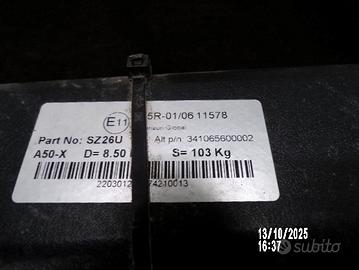 E11 5R-01/06 11578
Part No: SZ26U Alt p/n 341065600002
A50-X D= 8.50 S= 103 Kg
13/10/2025
16:37
subito